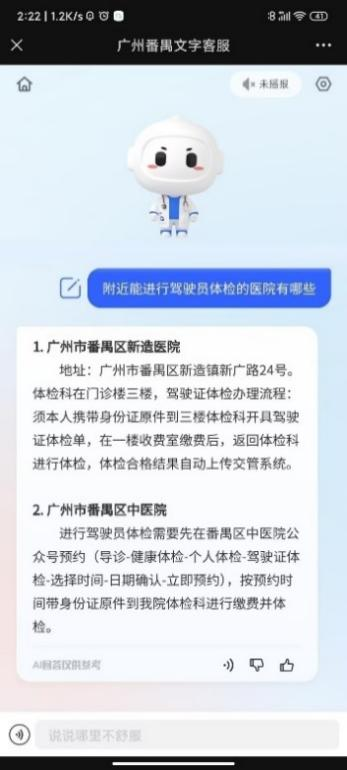 2:22 | 1.2K/s
41
广州番禺文字客服
未播报
附近能进行驾驶员体检的医院有哪些
1. 广州市番禺区新造医院
地址：广州市番禺区新造镇新广路24号。
体检科在门诊楼三楼，驾驶证体检办理流程：
须本人携带身份证原件到三楼体检科开具驾驶
证体检单，在一楼收费室缴费后，返回体检科
进行体检，体检合格结果自动上传交管系统。
2. 广州市番禺区中医院
进行驾驶员体检需要先在番禺区中医院公
众号预约（导诊-健康体检-个人体检-驾驶证体
检-选择时间-日期确认-立即预约），按预约时
间带身份证原件到我院体检科进行缴费并体
检。
AI回答仅供参考
说说哪里不舒服